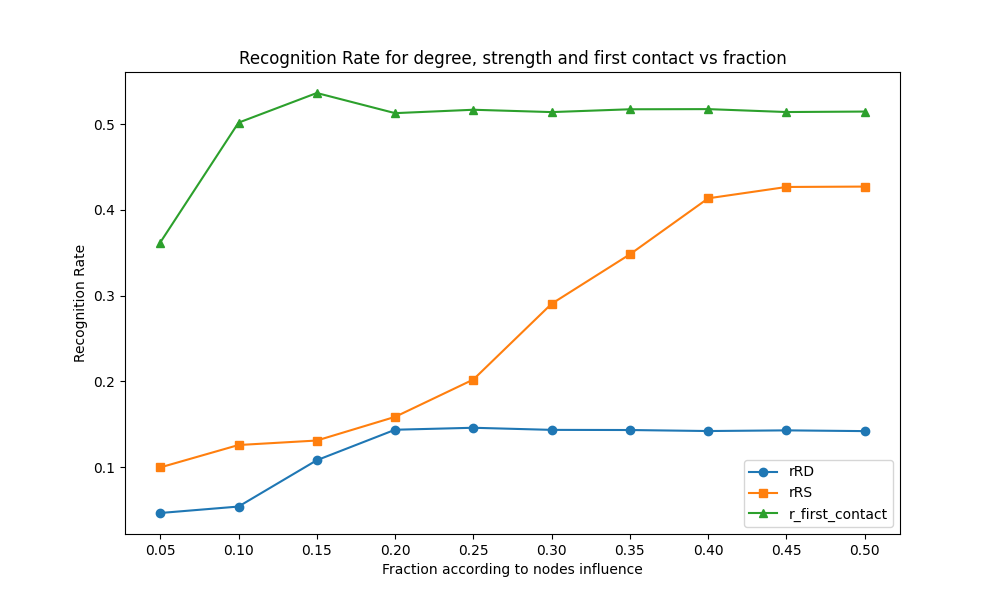 Recognition Rate for degree, strength and first contact vs fraction
Recognition Rate
0.5
0.4
0.3
0.2
0.1
rRD
rRS
r_first_contact
0.05 0.10 0.15 0.20 0.25 0.30 0.35 0.40 0.45 0.50
Fraction according to nodes influence